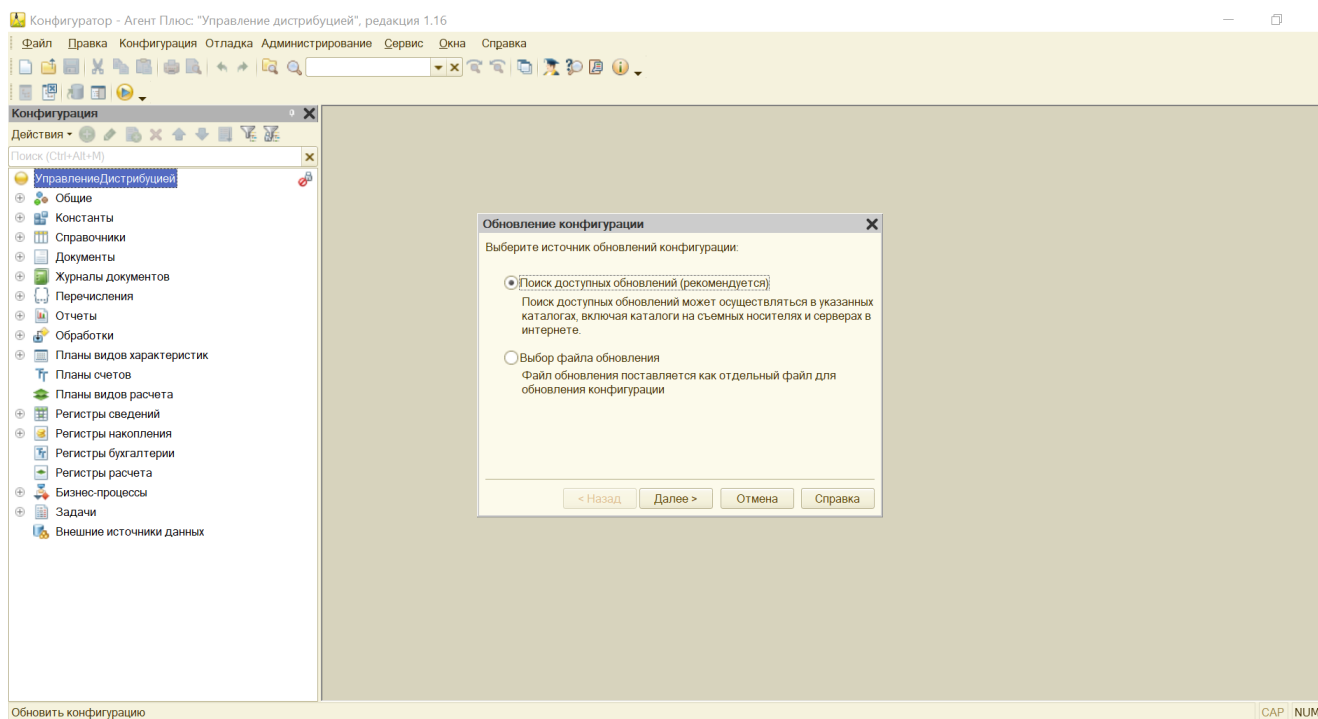 Конфигуратор - Агент Плюс: "Управление дистрибуцией", редакция 1.16
Файл Правка Конфигурация Отладка Администрирование Сервис Окна Справка
Конфигурация
Действия
Поиск (Ctrl+Alt+M)
УправлениеДистрибуцией
Общие
Константы
Справочники
Документы
Журналы документов
Перечисления
Отчеты
Обработки
Планы видов характеристик
Планы счетов
Планы видов расчета
Регистры сведений
Регистры накопления
Регистры бухгалтерии
Регистры расчета
Бизнес-процессы
Задачи
Внешние источники данных
Обновление конфигурации
Выберите источник обновлений конфигурации:
Поиск доступных обновлений (рекомендуется)
Поиск доступных обновлений может осуществляться в указанных
каталогах, включая каталоги на съемных носителях и серверах в
интернете.
Выбор файла обновления
Файл обновления поставляется как отдельный файл для
обновления конфигурации
< Назад Далее > Отмена Справка
Обновить конфигурацию CAP NUM